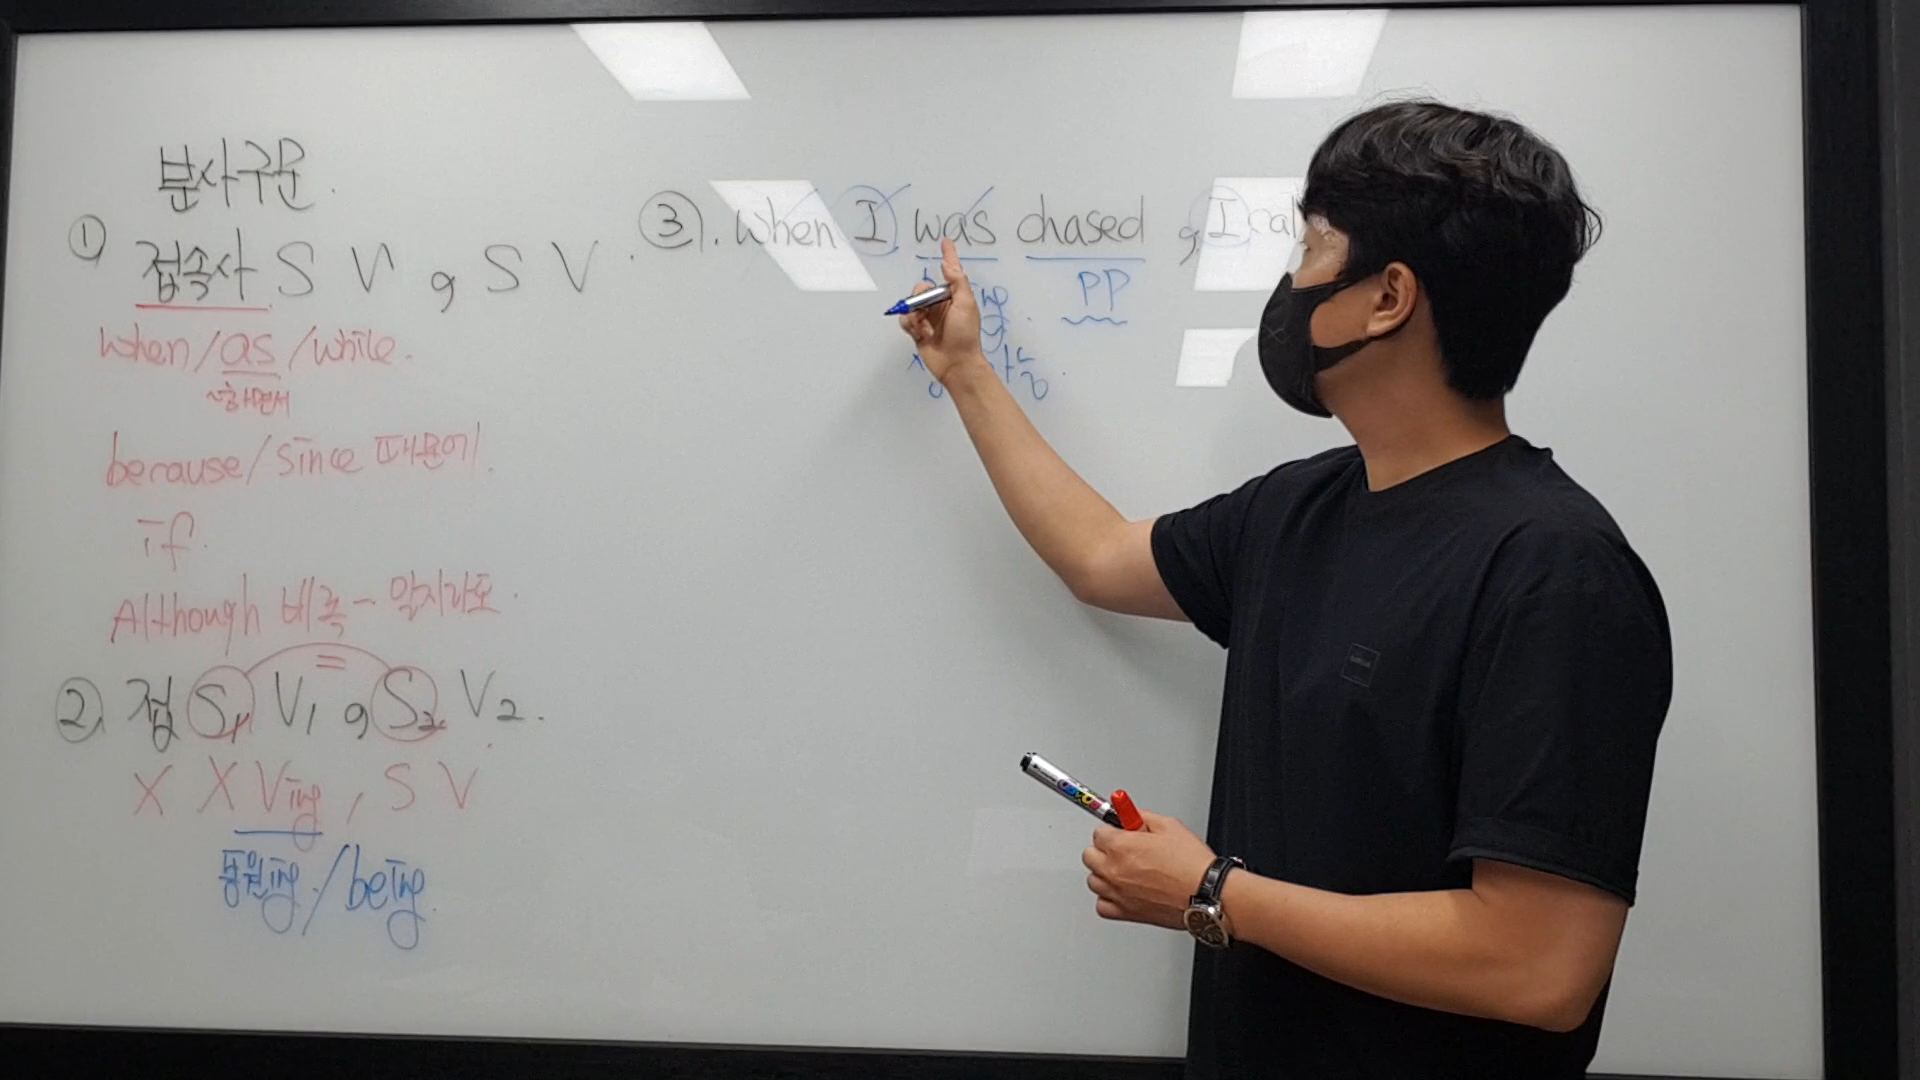 분사구문.
① 접속사 S V , S V.
when/as/while.
~하면서
because/since 때문에.
if.
Although 비록 - 일지라도.
=
② 접 S1 V1, S2 V2.
X X Ving, S V
동원ing/being.
③. when I was chased, I cal
PP